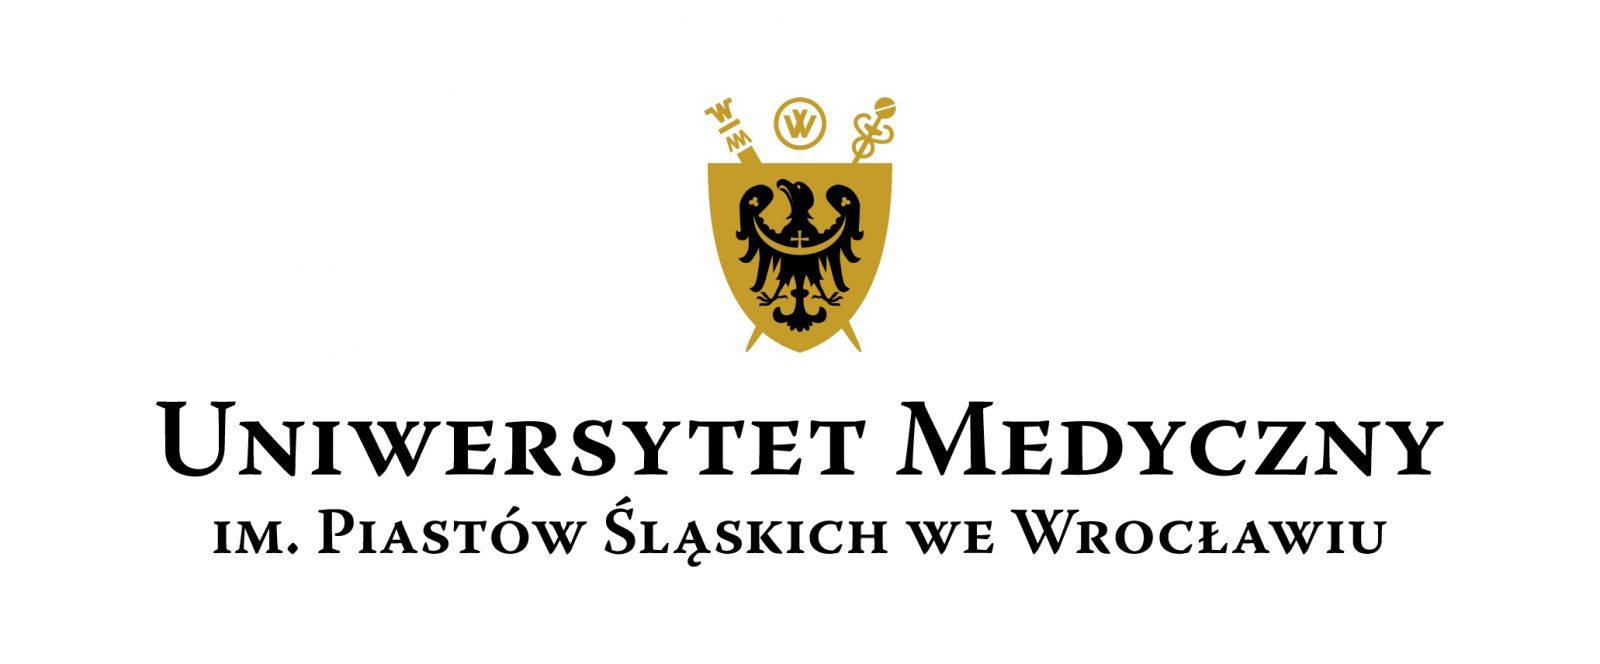 W
Uniwersytet Medyczny
im. Piastów Śląskich we Wrocławiu